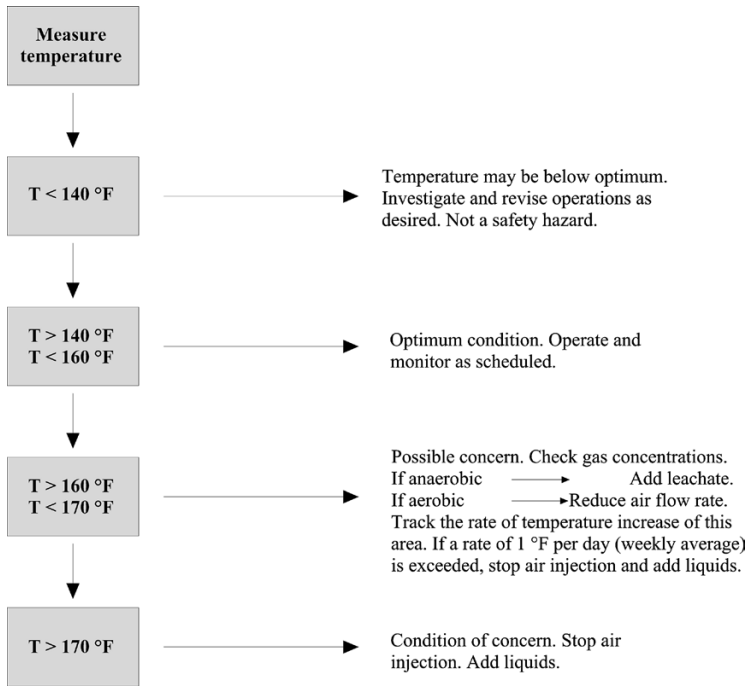 Measure
temperature
T < 140 °F
Temperature may be below optimum.
Investigate and revise operations as
desired. Not a safety hazard.
T > 140 °F
T < 160 °F
Optimum condition. Operate and
monitor as scheduled.
T > 160 °F
T < 170 °F
Possible concern. Check gas concentrations.
If anaerobic Add leachate.
If aerobic Reduce air flow rate.
Track the rate of temperature increase of this
area. If a rate of 1 °F per day (weekly average)
is exceeded, stop air injection and add liquids.
T > 170 °F
Condition of concern. Stop air
injection. Add liquids.